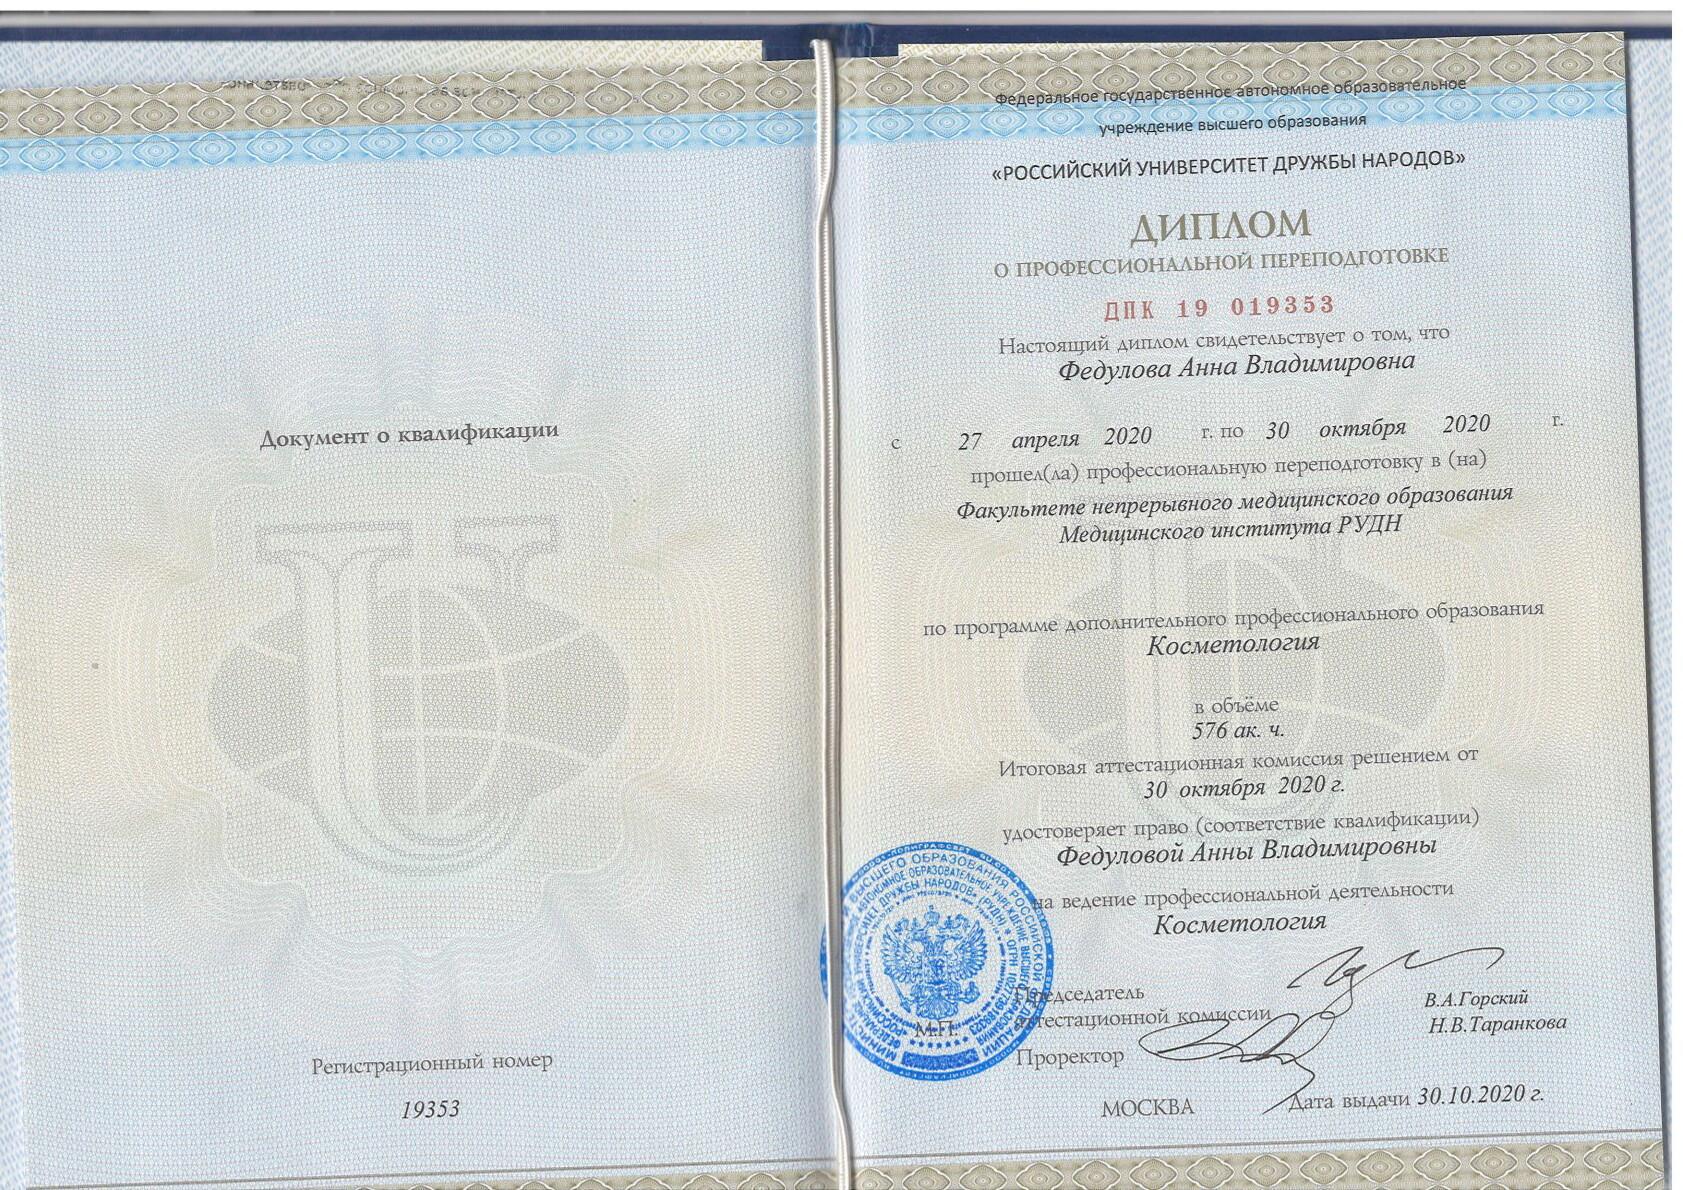 Документ о квалификации
Регистрационный номер
19353
Федеральное государственное автономное образовательное
учреждение высшего образования
«РОССИЙСКИЙ УНИВЕРСИТЕТ ДРУЖБЫ НАРОДОВ»
ДИПЛОМ
О ПРОФЕССИОНАЛЬНОЙ ПЕРЕПОДГОТОВКЕ
ДПК 19 019353
Настоящий диплом свидетельствует о том, что
Федулова Анна Владимировна
с 27 апреля 2020 г. по 30 октября 2020 г.
прошел(ла) профессиональную переподготовку в (на)
Факультете непрерывного медицинского образования
Медицинского института РУДН
по программе дополнительного профессионального образования
Косметология
в объёме
576 ак. ч.
Итоговая аттестационная комиссия решением от
30 октября 2020 г.
удостоверяет право (соответствие квалификации)
Федуловой Анны Владимировны
на ведение профессиональной деятельности
Косметология
Председатель
аттестационной комиссии
В.А.Горский
Н.В.Таранкова
М.П.
Проректор
МОСКВА
Дата выдачи 30.10.2020 г.